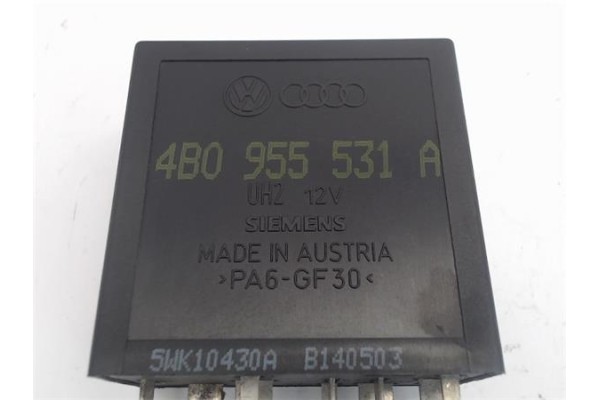 4B0 955 531 A
UH2 12V
SIEMENS
MADE IN AUSTRIA
>PA6-GF30<
5WK10430A B140503